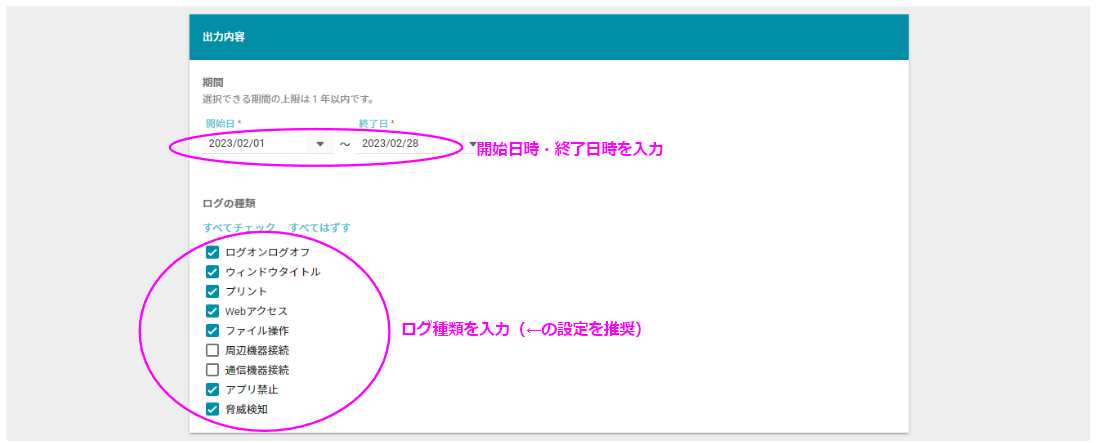 出力内容
期間
選択できる期間の上限は 1 年以内です。
開始日 * 終了日 *
2023/02/01 ～ 2023/02/28
開始日時・終了日時を入力
ログの種類
すべてチェック すべてはずす
ログオンログオフ
ウィンドウタイトル
プリント
Webアクセス
ファイル操作
ログ種類を入力（←の設定を推奨）
周辺機器接続
通信機器接続
アプリ禁止
脅威検知